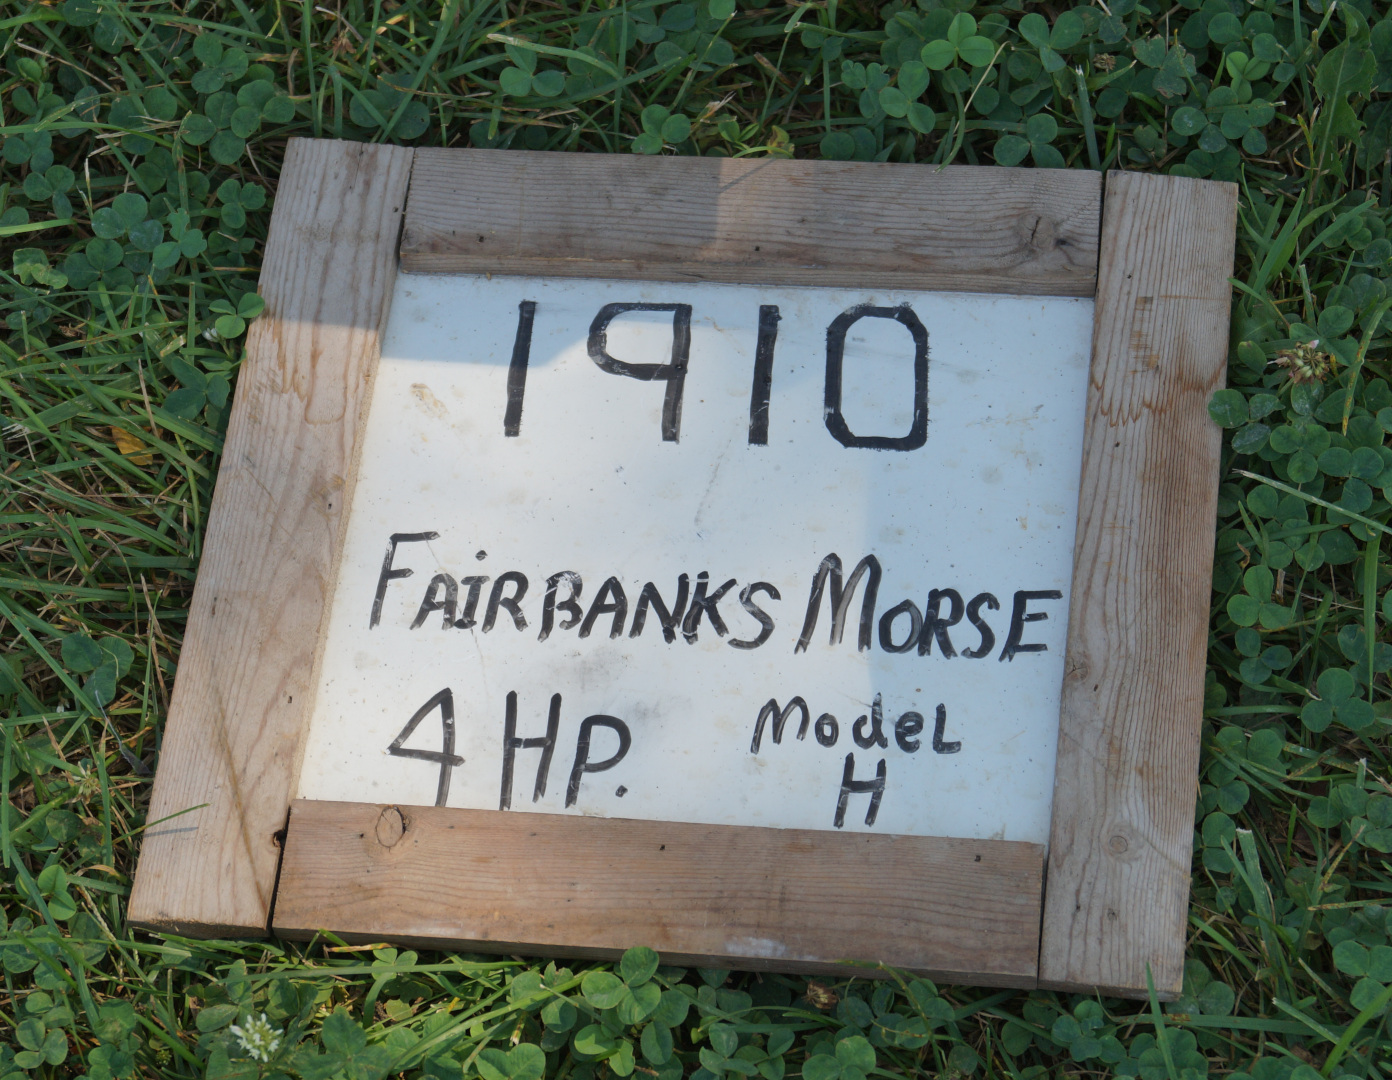 1910
FAiRBANKS MORSE
4 HP. ModeL
H